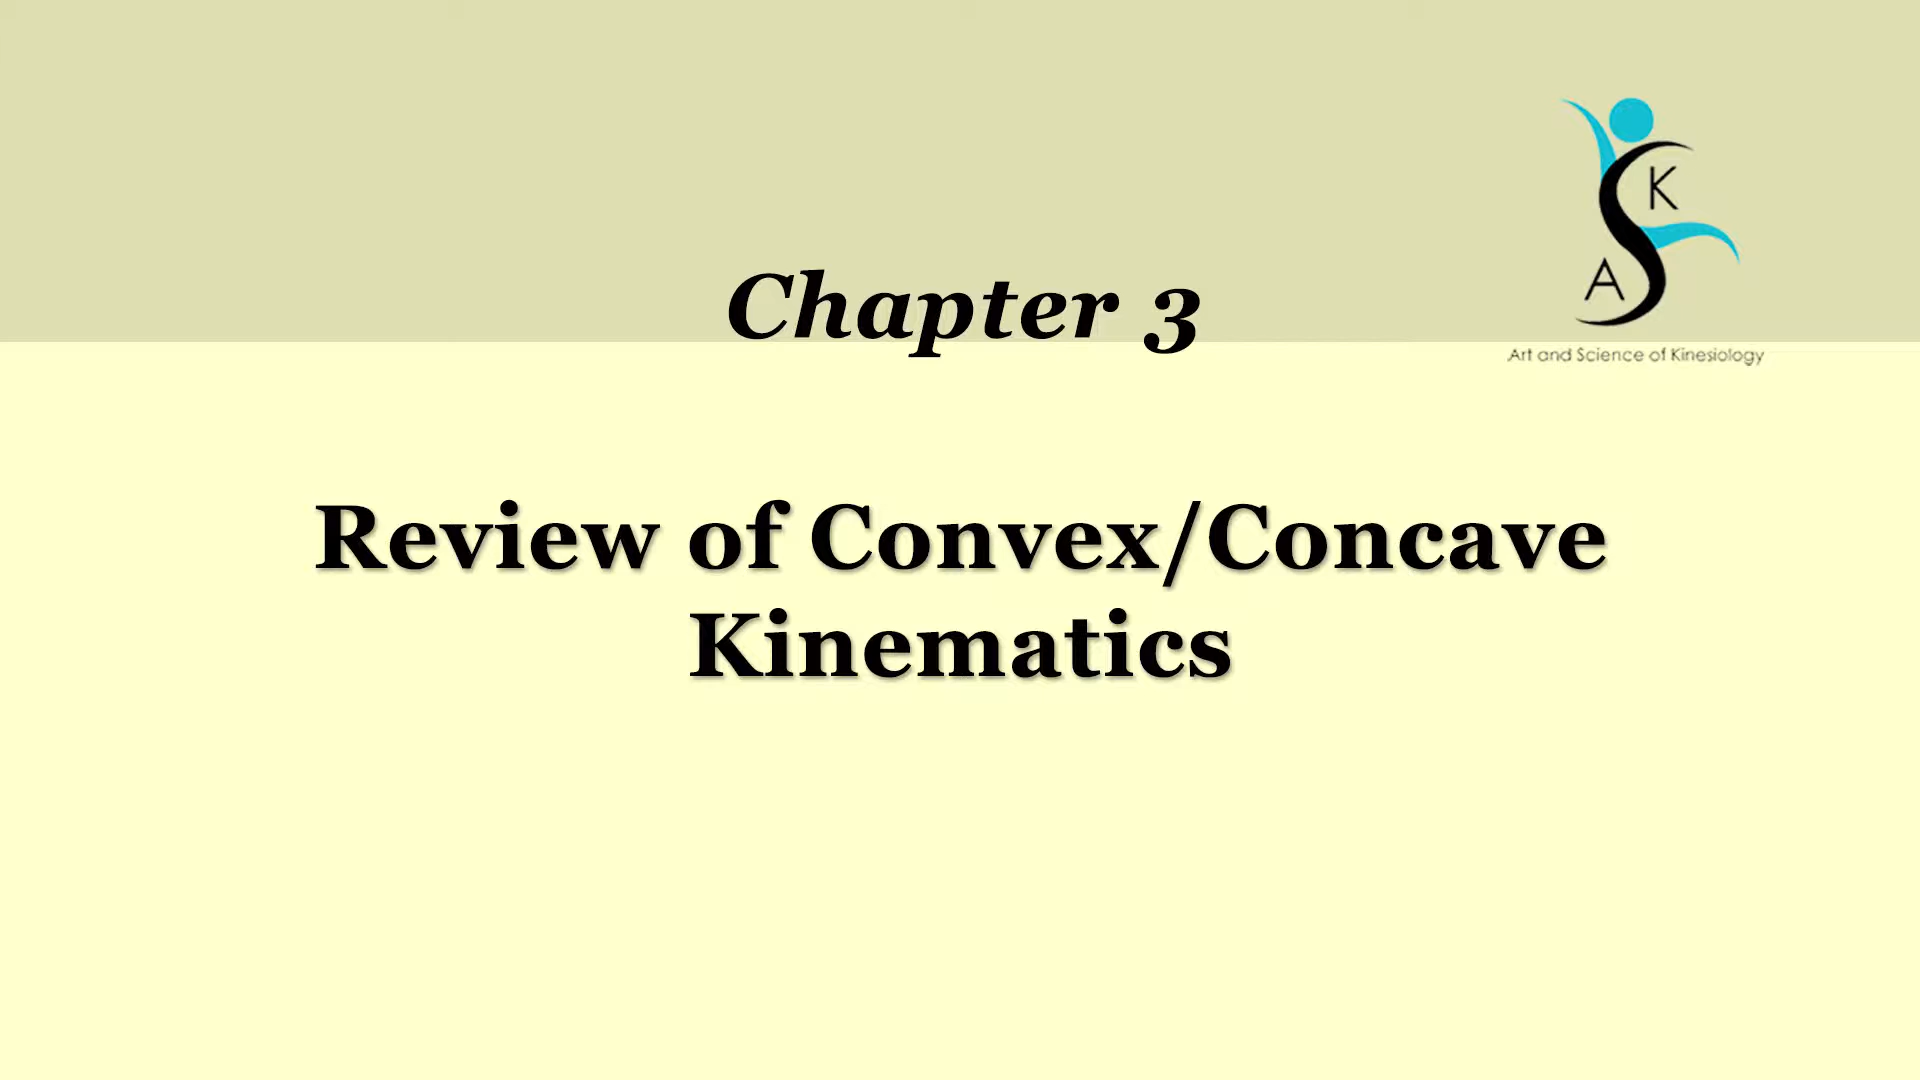 K
A
Art and Science of Kinesiology
Chapter 3
Review of Convex/Concave
Kinematics